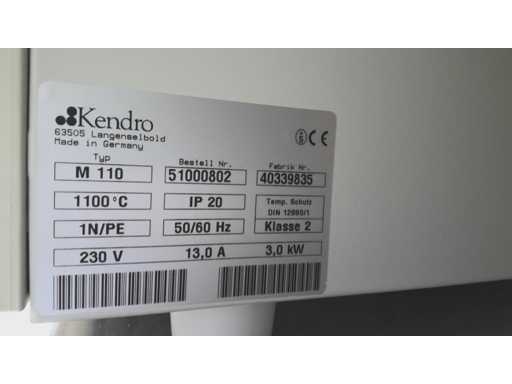 Kendro
63505 Langenselbold
Made in Germany
Typ Bestell Nr. Fabrik Nr.
M 110 51000802 40339835
1100°C IP 20 Temp. Schutz
DIN 12880/1
1N/PE 50/60 Hz Klasse 2
230 V 13,0 A 3,0 kW